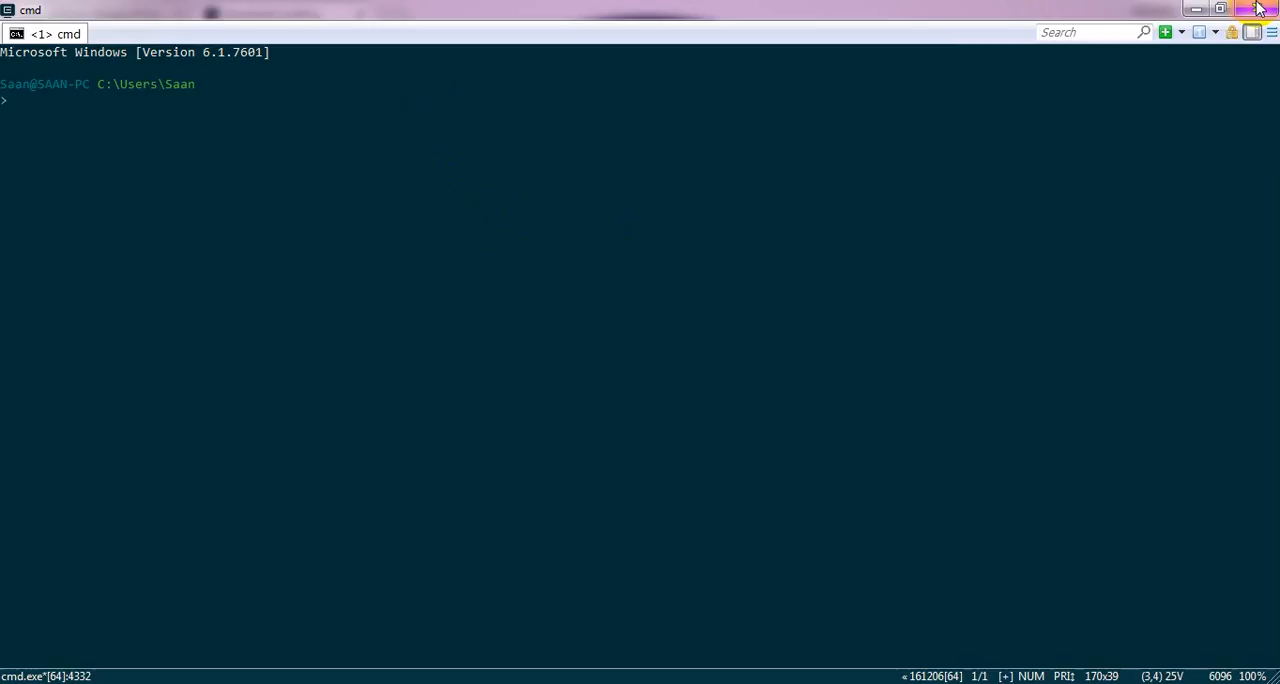 cmd
<1> cmd
Search
Microsoft Windows [Version 6.1.7601]
Saan@SAAN-PC C:\Users\Saan
>
cmd.exe*[64]:4332
« 161206[64] 1/1 [+] NUM PRI↕ 170x39 (3,4) 25V 6096 100%